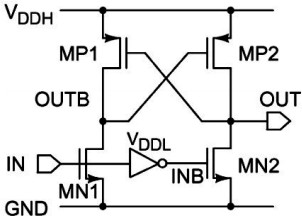 VDDH
MP1 MP2
OUTB OUT
VDDL
IN INB MN2
MN1
GND